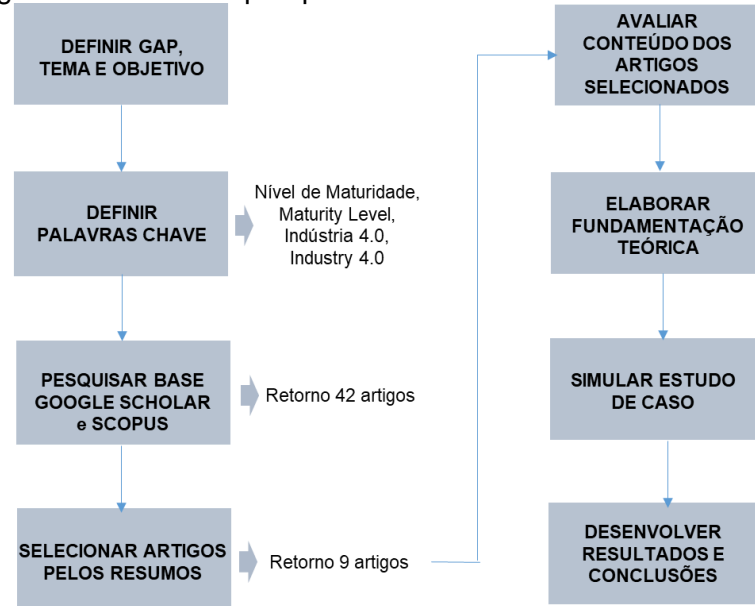 DEFINIR GAP,
TEMA E OBJETIVO
DEFINIR
PALAVRAS CHAVE
Nível de Maturidade,
Maturity Level,
Indústria 4.0,
Industry 4.0
PESQUISAR BASE
GOOGLE SCHOLAR
e SCOPUS
Retorno 42 artigos
SELECIONAR ARTIGOS
PELOS RESUMOS
Retorno 9 artigos
AVALIAR
CONTEÚDO DOS
ARTIGOS
SELECIONADOS
ELABORAR
FUNDAMENTAÇÃO
TEÓRICA
SIMULAR ESTUDO
DE CASO
DESENVOLVER
RESULTADOS E
CONCLUSÕES